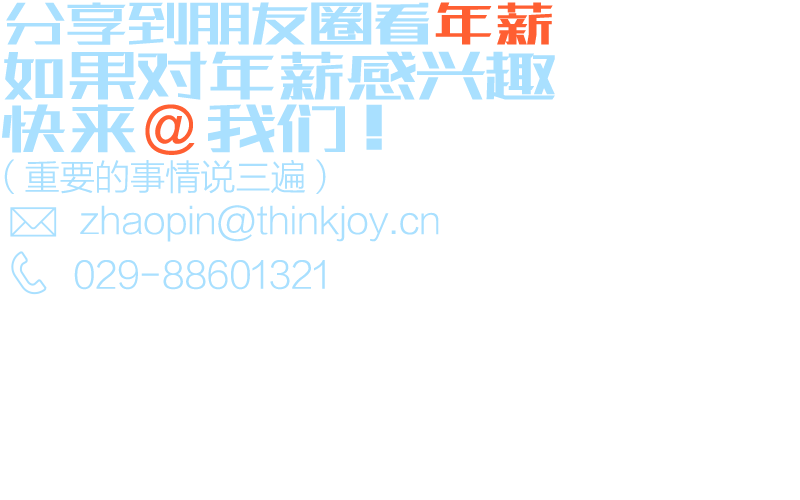 分享到朋友圈看年薪
如果对年薪感兴趣
快来@我们！
（重要的事情说三遍）
zhaopin@thinkjoy.cn
029-88601321